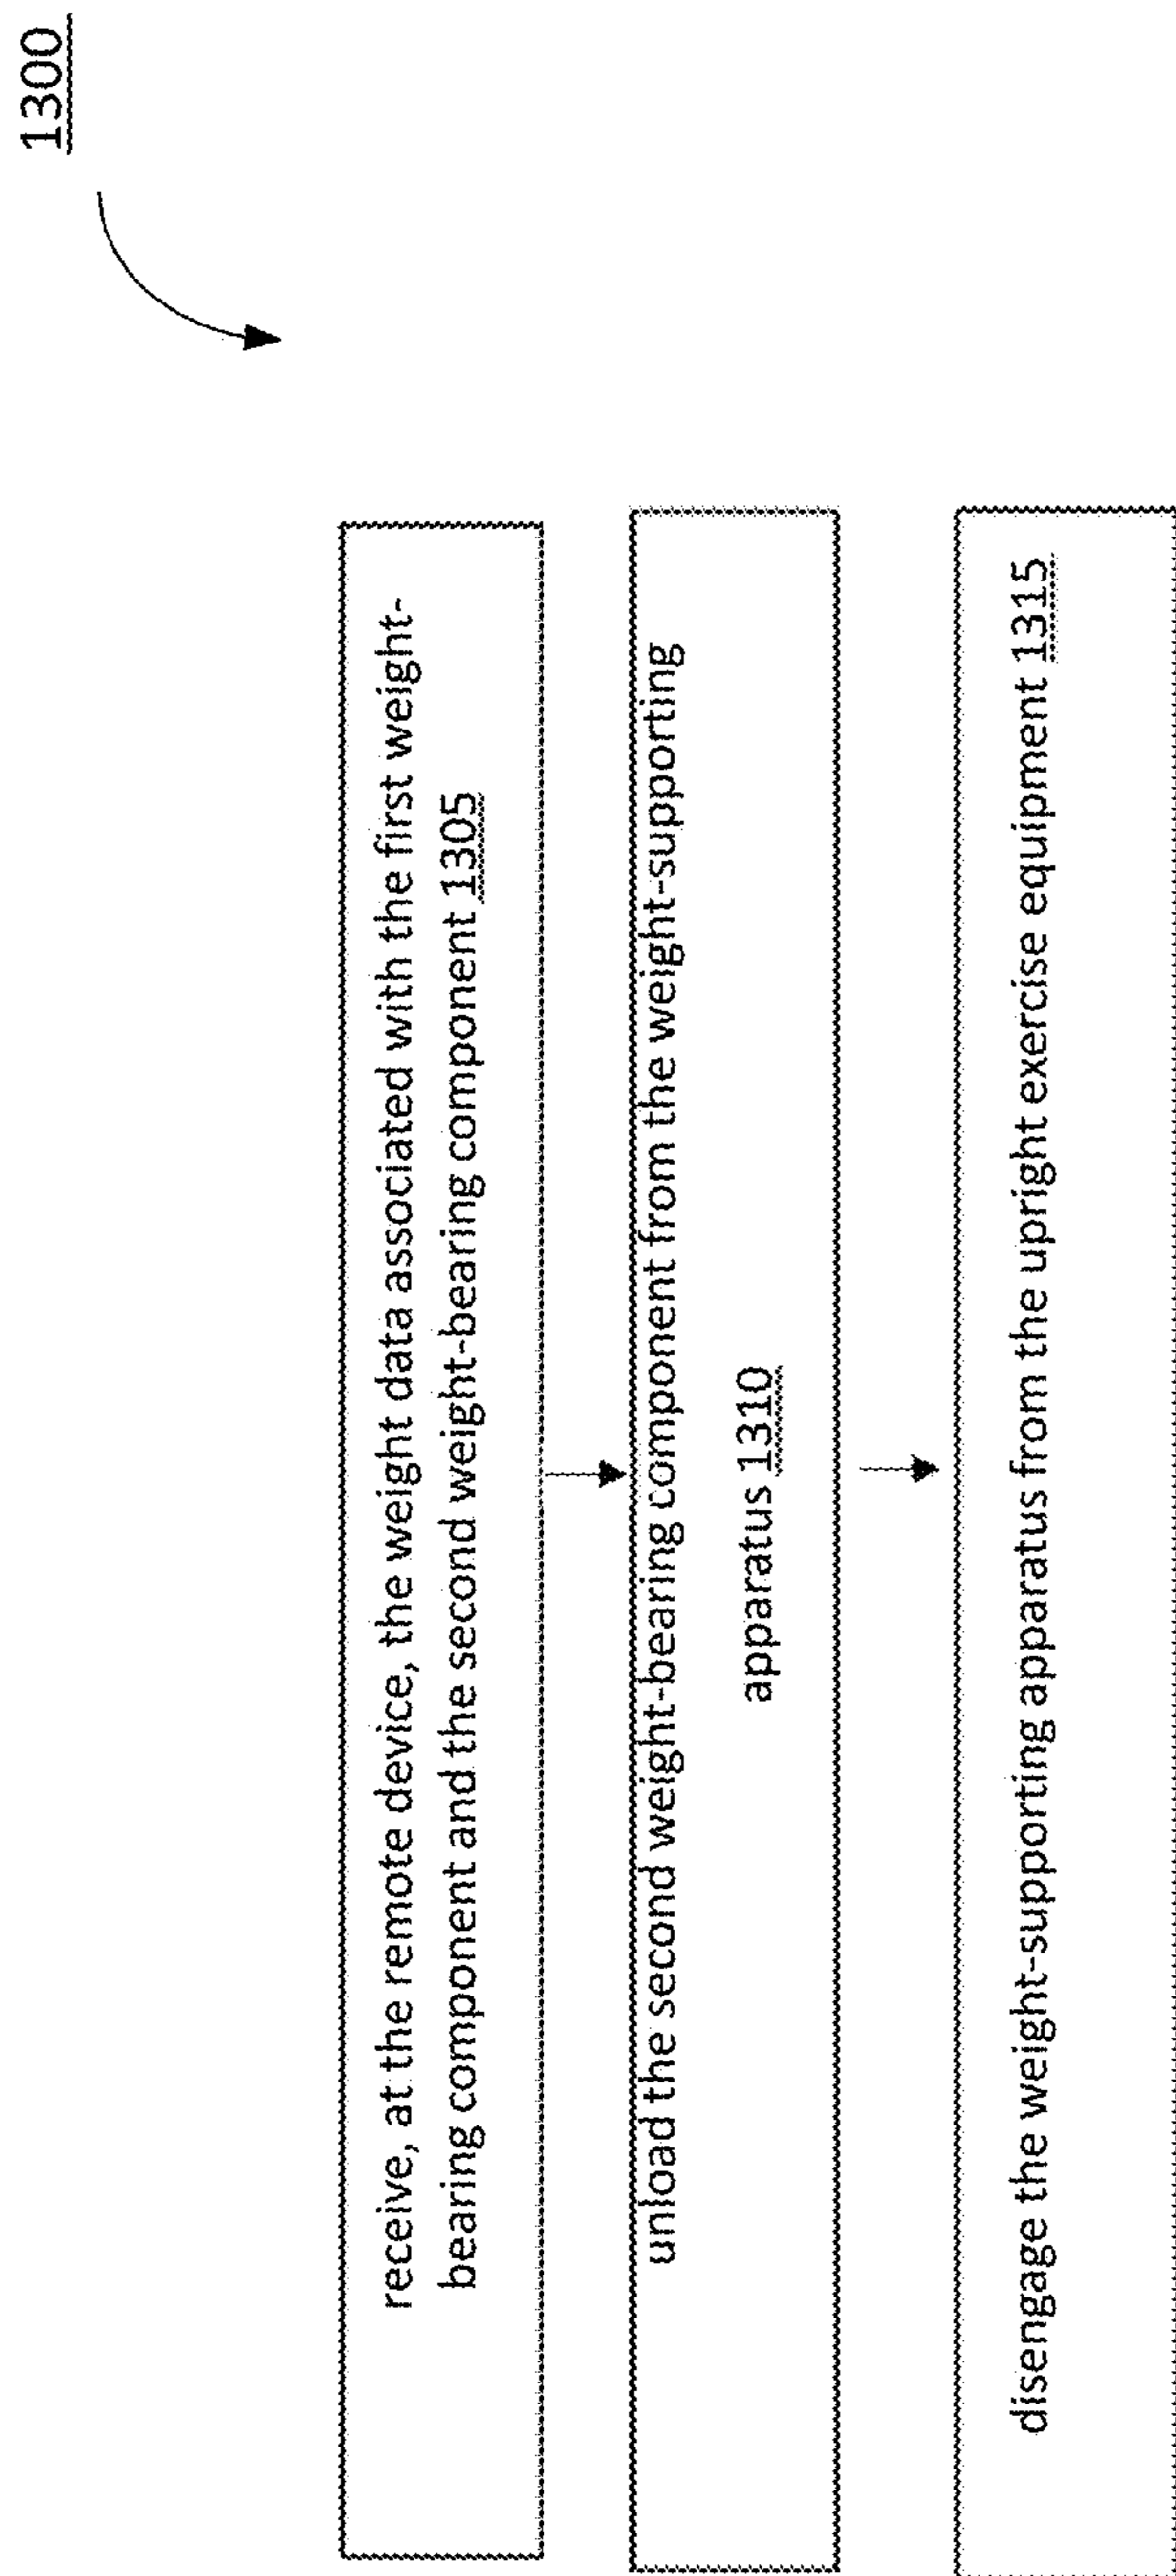 1300
receive, at the remote device, the weight data associated with the first weight-
bearing component and the second weight-bearing component 1305
unload the second weight-bearing component from the weight-supporting
apparatus 1310
disengage the weight-supporting apparatus from the upright exercise equipment 1315